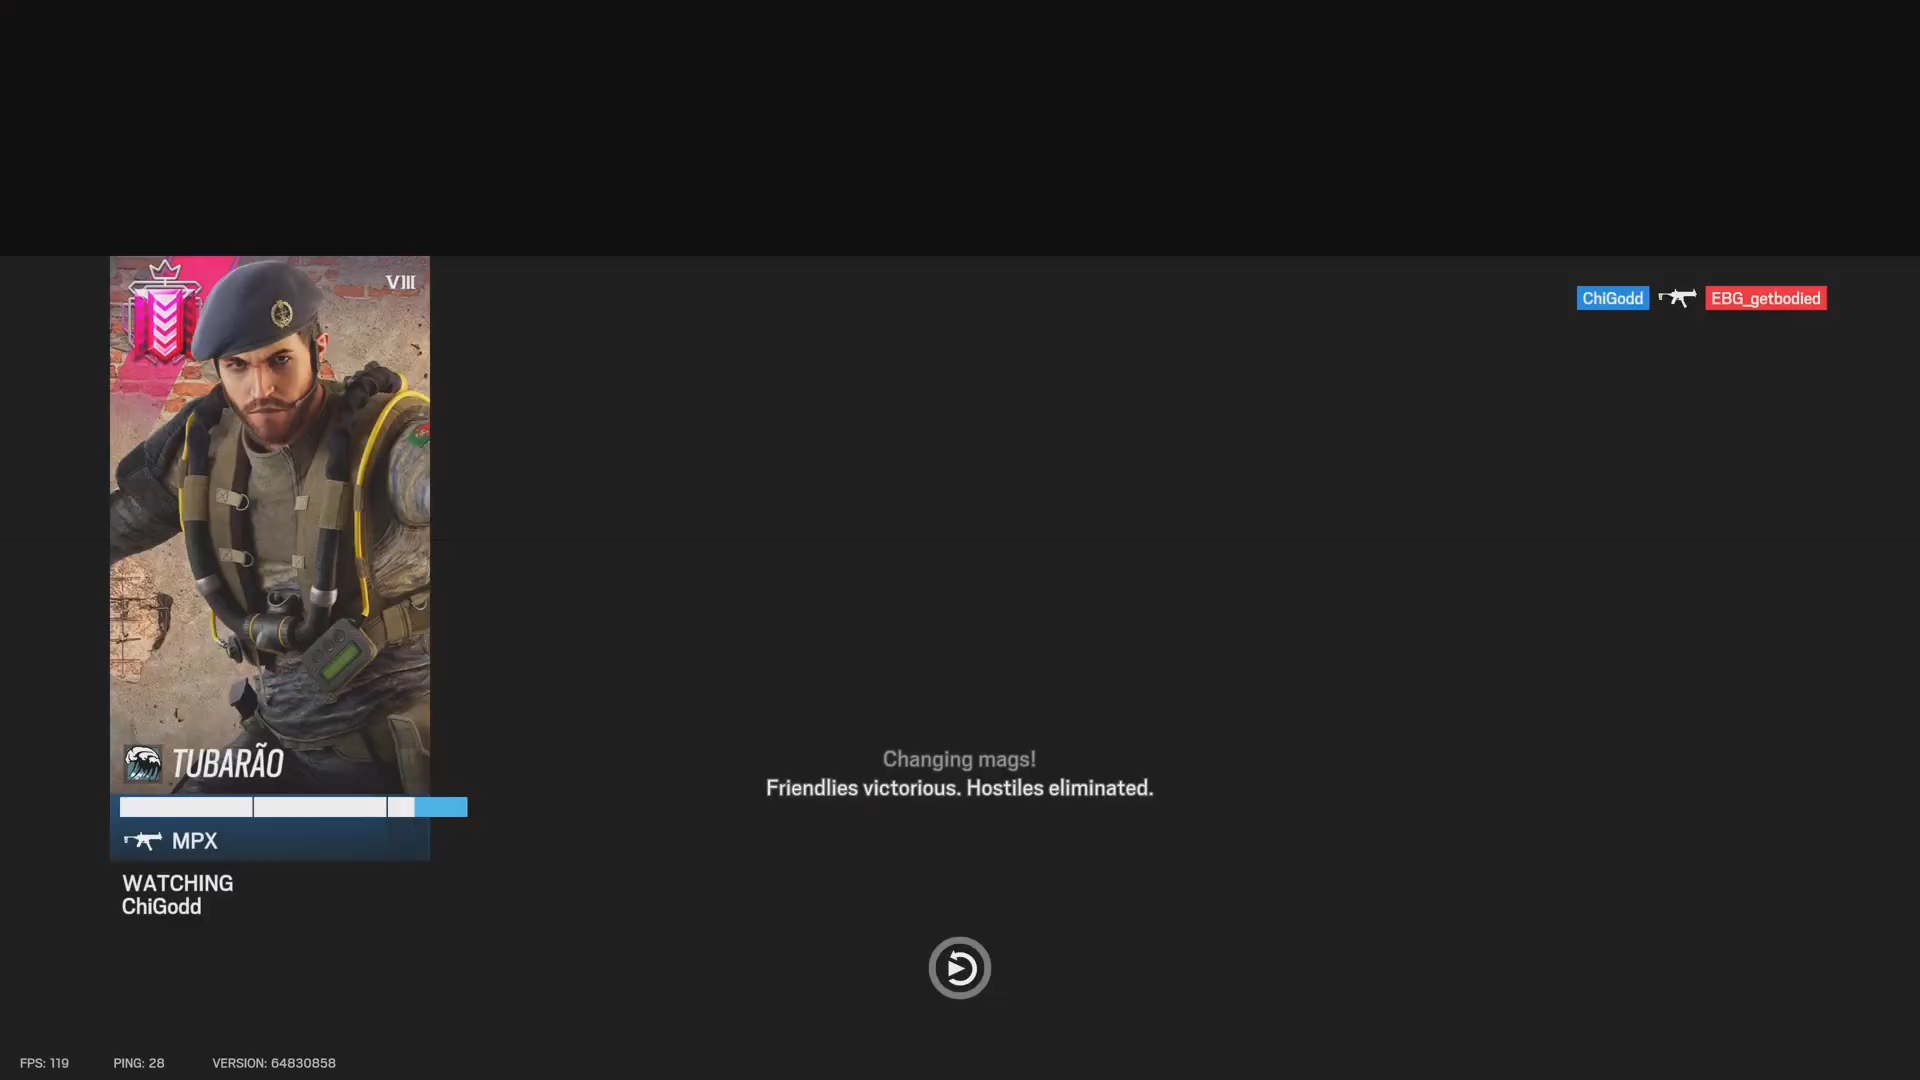 VIII
ChiGodd EBG_getbodied
TUBARÃO
Changing mags!
Friendlies victorious. Hostiles eliminated.
MPX
WATCHING
ChiGodd
FPS: 119 PING: 28 VERSION: 64830858